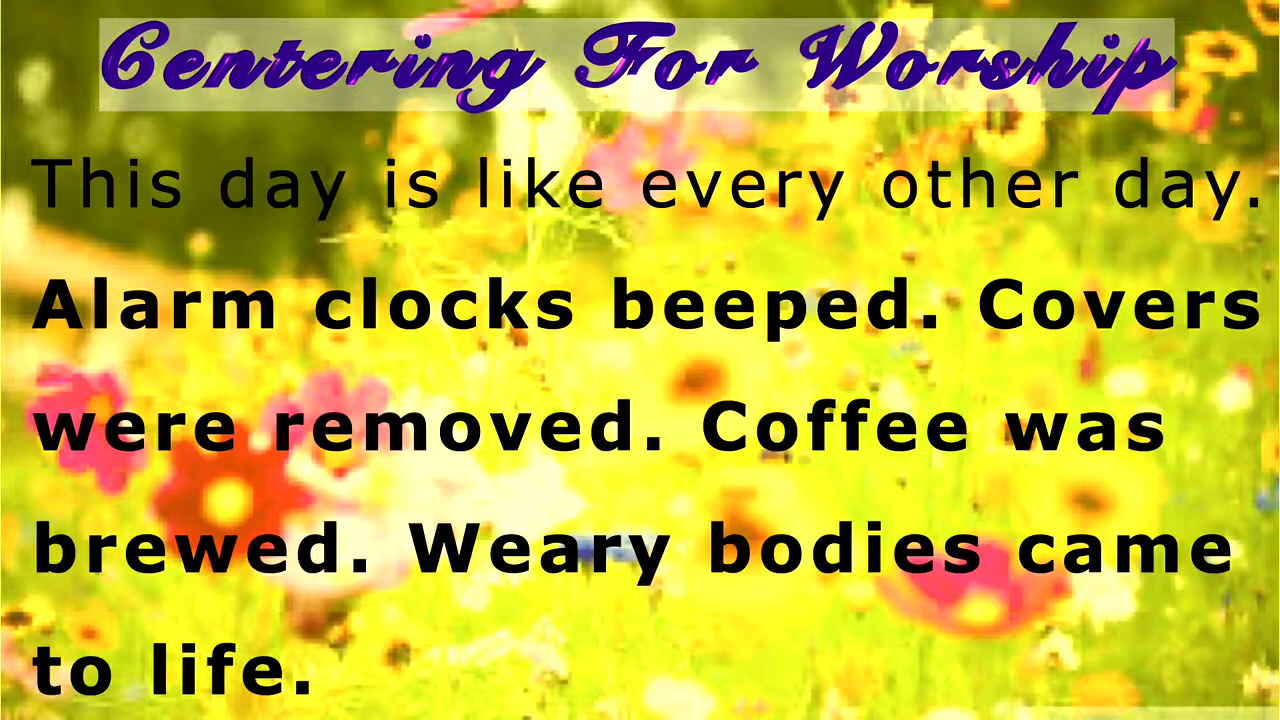 Centering For Worship
This day is like every other day.
Alarm clocks beeped. Covers
were removed. Coffee was
brewed. Weary bodies came
to life.